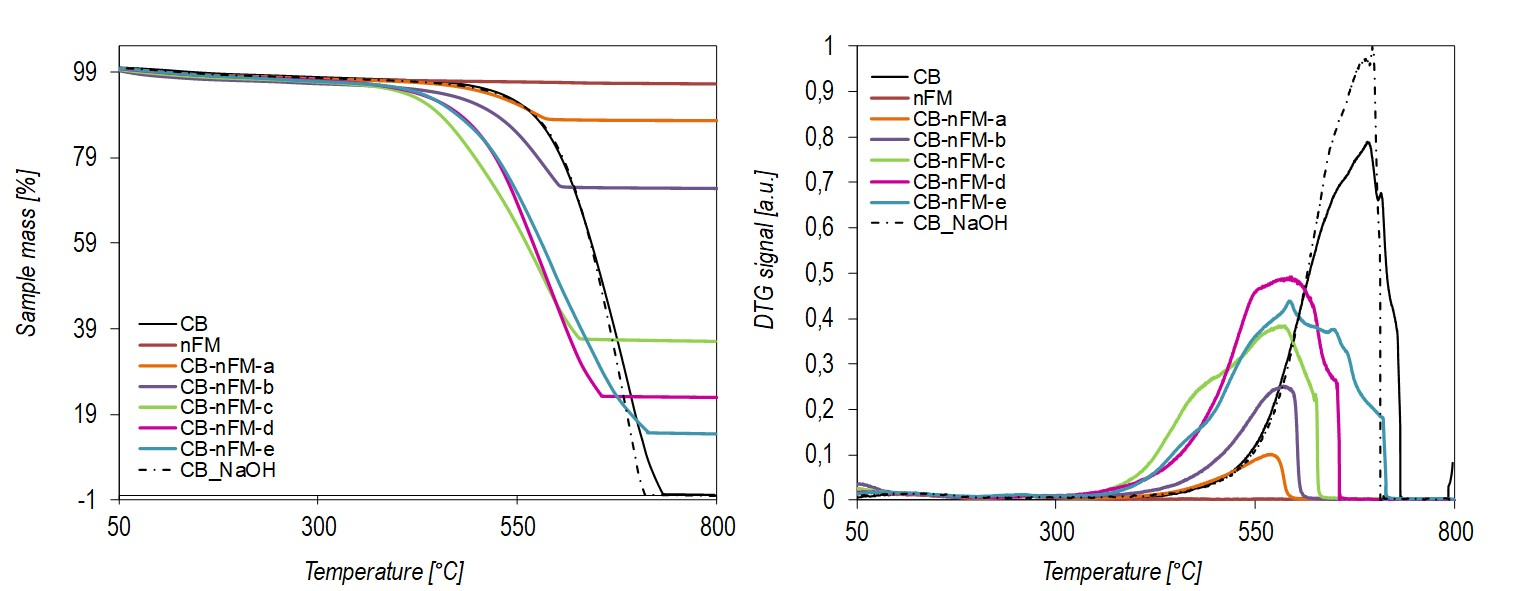 99
79
59
39
19
-1
50
300
550
800
Sample mass [%]
Temperature [°C]
CB
nFM
CB-nFM-a
CB-nFM-b
CB-nFM-c
CB-nFM-d
CB-nFM-e
CB_NaOH
1
0,9
0,8
0,7
0,6
0,5
0,4
0,3
0,2
0,1
0
50
300
550
800
DTG signal [a.u.]
Temperature [°C]
CB
nFM
CB-nFM-a
CB-nFM-b
CB-nFM-c
CB-nFM-d
CB-nFM-e
CB_NaOH